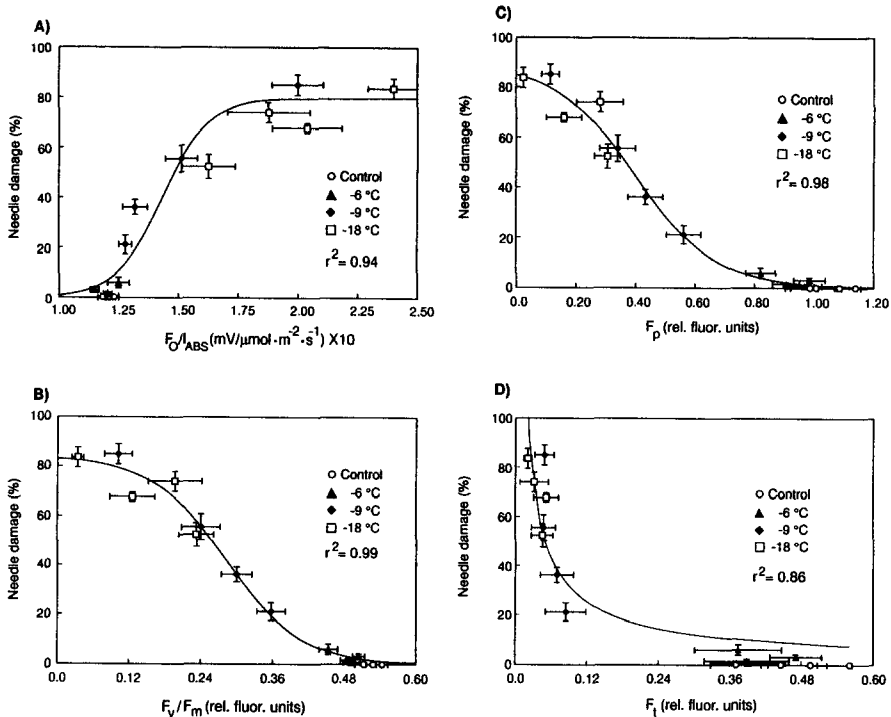 A)
Needle damage (%)
100
80
60
40
20
0
1.00
1.25
1.50
1.75
2.00
2.25
2.50
F_O/I_ABS (mV/μmol·m⁻²·s⁻¹) X10
Control
-6 °C
-9 °C
-18 °C
r² = 0.94
B)
Needle damage (%)
100
80
60
40
20
0
0.0
0.12
0.24
0.36
0.48
0.60
F_v/F_m (rel. fluor. units)
Control
-6 °C
-9 °C
-18 °C
r² = 0.99
C)
Needle damage (%)
100
80
60
40
20
0
0.0
0.20
0.40
0.60
0.80
1.00
1.20
F_p (rel. fluor. units)
Control
-6 °C
-9 °C
-18 °C
r² = 0.98
D)
Needle damage (%)
100
80
60
40
20
0
0.0
0.12
0.24
0.36
0.48
0.60
F_t (rel. fluor. units)
Control
-6 °C
-9 °C
-18 °C
r² = 0.86